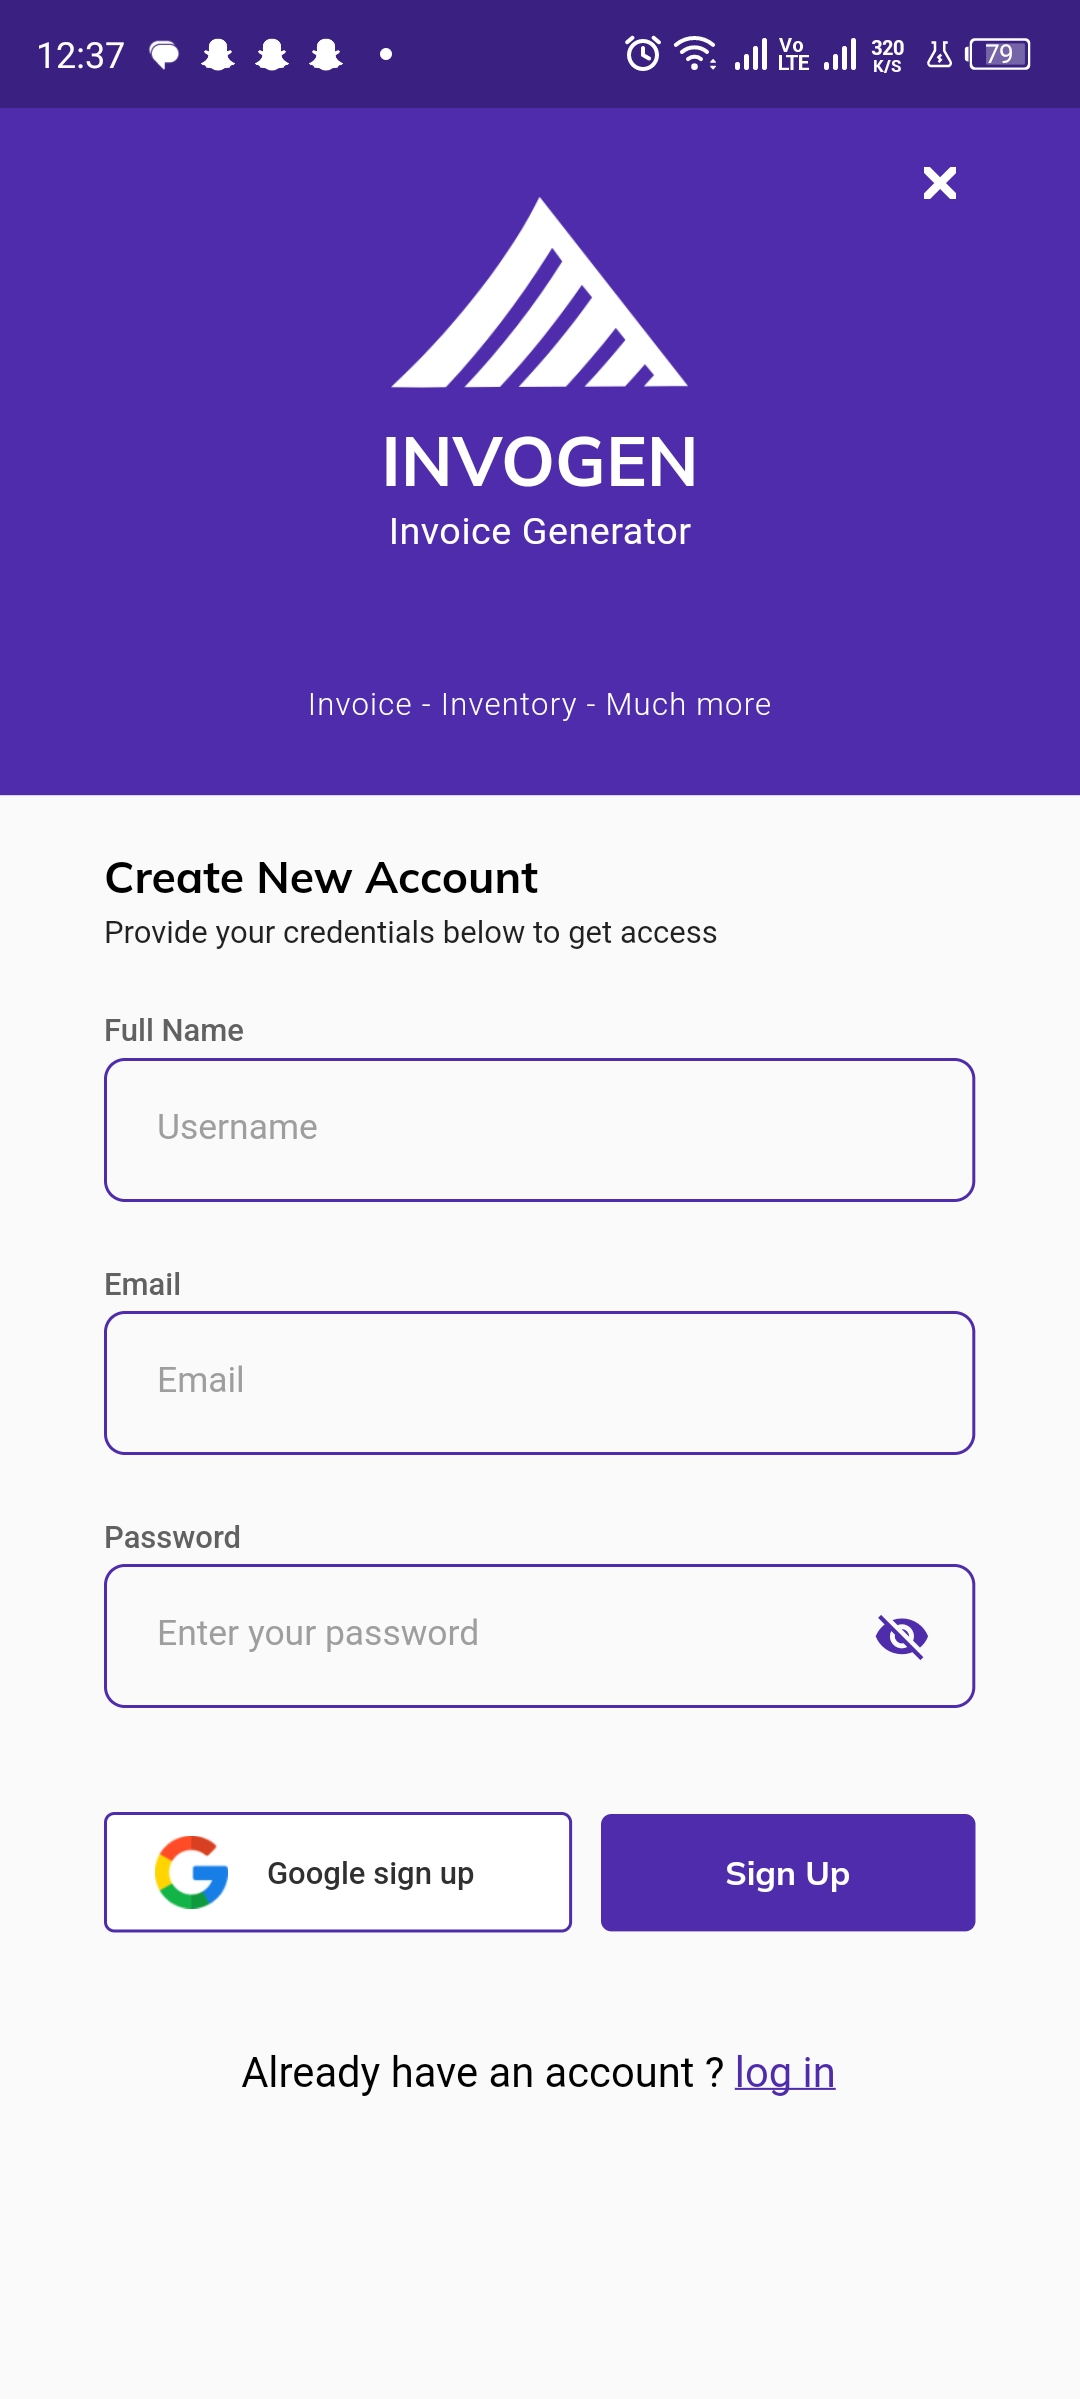 12:37 Vo LTE 320 K/S 79
INVOGEN
Invoice Generator
Invoice - Inventory - Much more
Create New Account
Provide your credentials below to get access
Full Name
Username
Email
Email
Password
Enter your password
Google sign up Sign Up
Already have an account ? log in